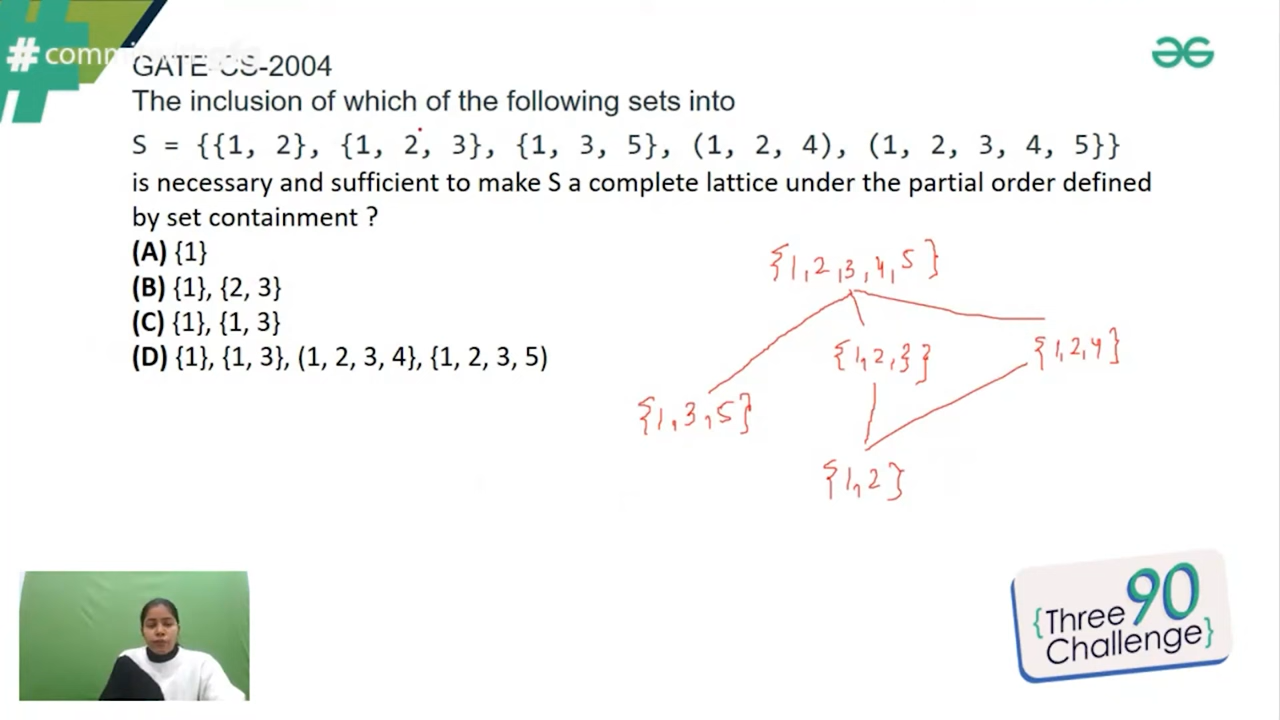 GATE-CS-2004
The inclusion of which of the following sets into
S = {{1, 2}, {1, 2, 3}, {1, 3, 5}, (1, 2, 4), (1, 2, 3, 4, 5}}
is necessary and sufficient to make S a complete lattice under the partial order defined
by set containment ?
(A) {1}
(B) {1}, {2, 3}
(C) {1}, {1, 3}
(D) {1}, {1, 3}, (1, 2, 3, 4}, {1, 2, 3, 5)
{1,2,3,4,5}
{1,2,3}
{1,2,4}
{1,3,5}
{1,2}
{Three 90
Challenge}